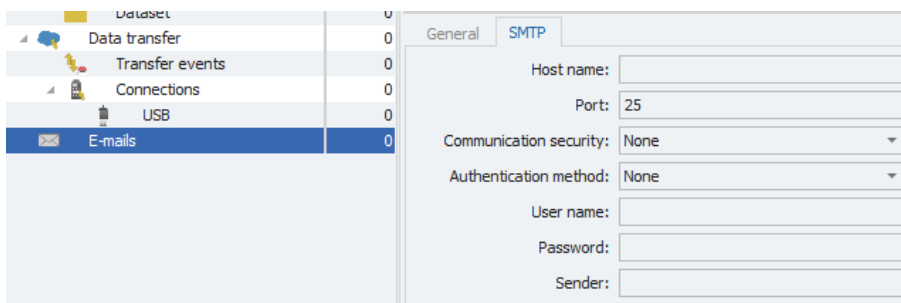 Dataset 0
Data transfer 0
Transfer events 0
Connections 0
USB 0
E-mails 0
General SMTP
Host name:
Port: 25
Communication security: None
Authentication method: None
User name:
Password:
Sender: